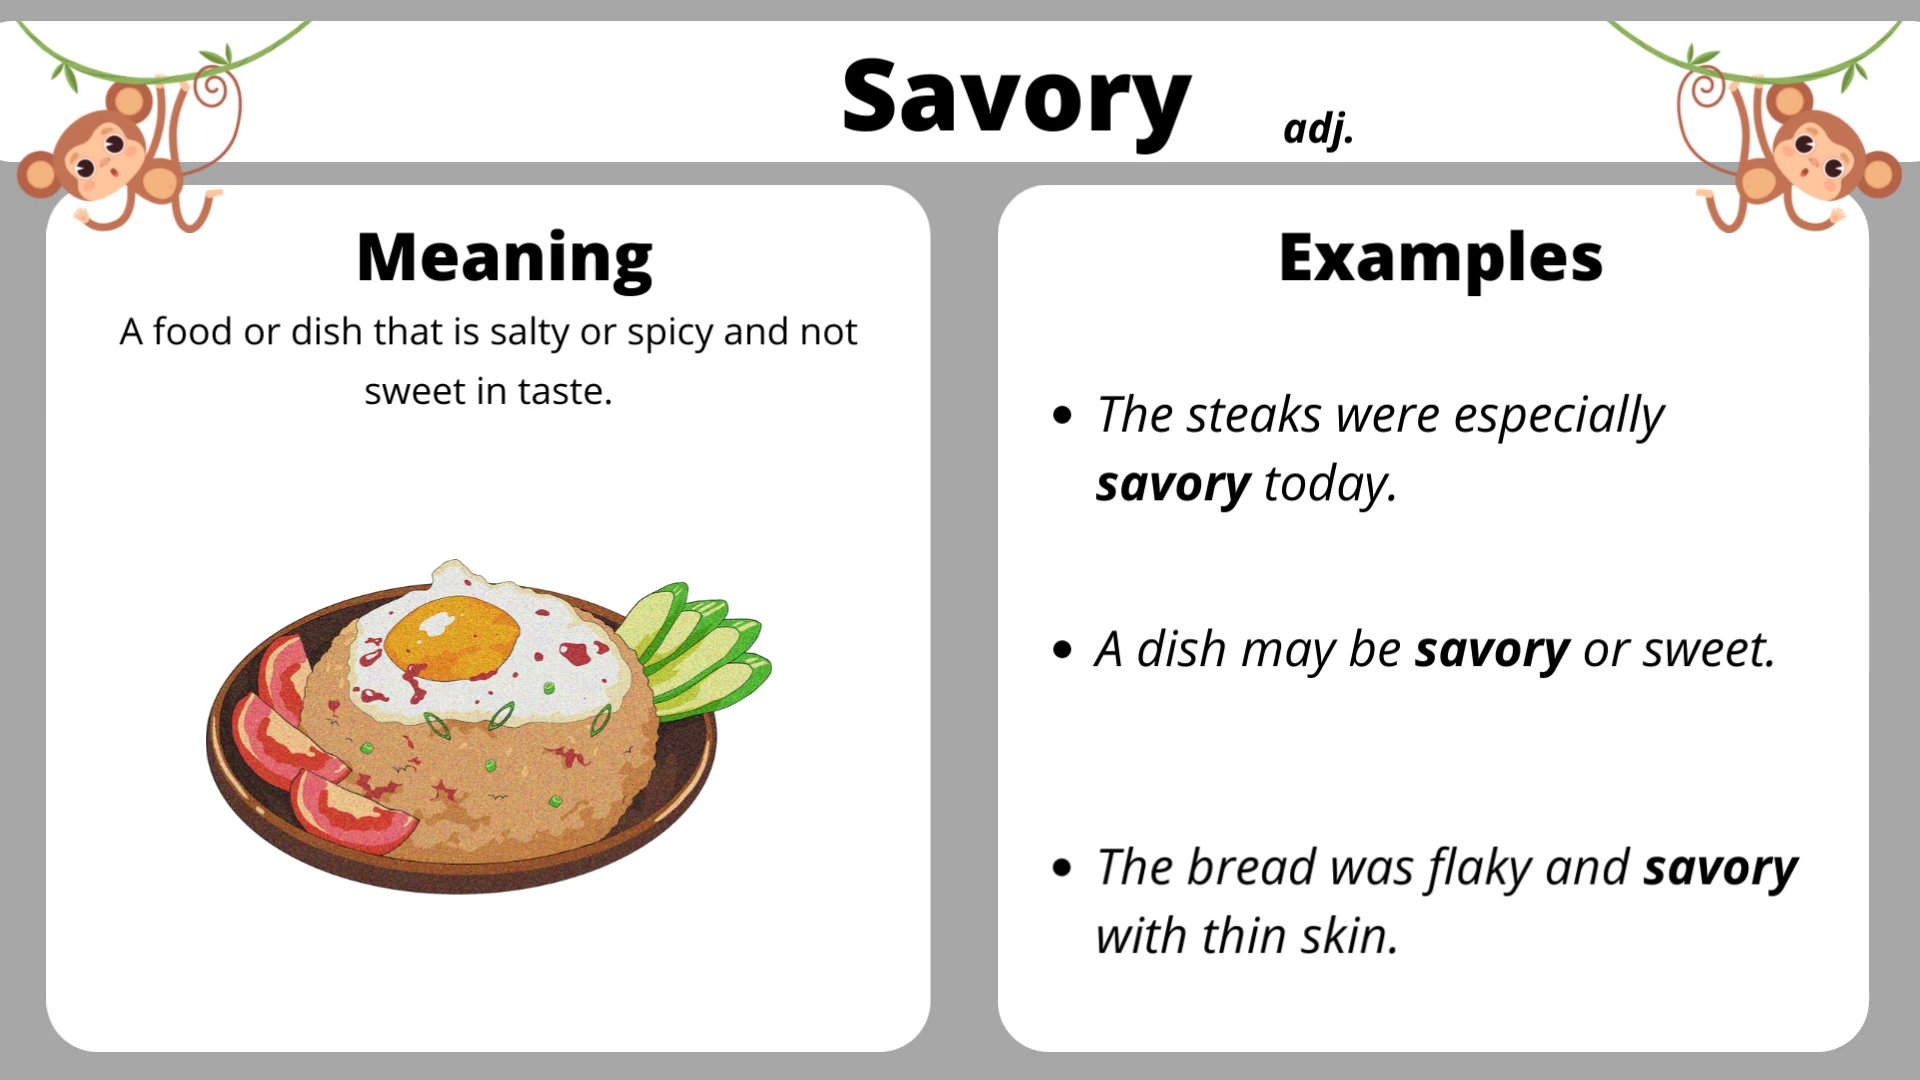 Savory adj.
Meaning
A food or dish that is salty or spicy and not
sweet in taste.
Examples
• The steaks were especially
savory today.
• A dish may be savory or sweet.
• The bread was flaky and savory
with thin skin.